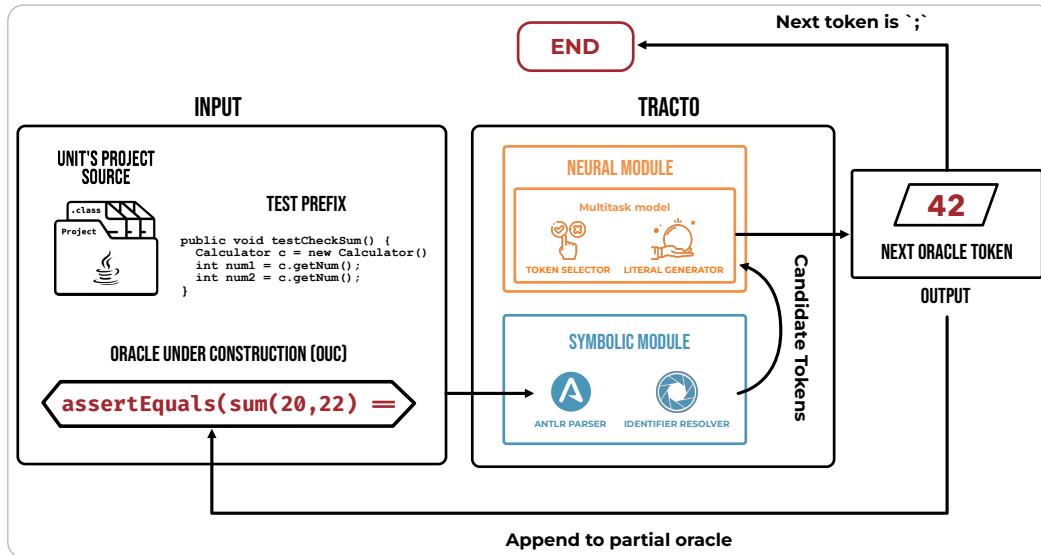 Next token is `;`
END
INPUT
TRACTO
UNIT'S PROJECT
SOURCE
.class
Project
TEST PREFIX
public void testCheckSum() {
Calculator c = new Calculator()
int num1 = c.getNum();
int num2 = c.getNum();
}
ORACLE UNDER CONSTRUCTION (OUC)
assertEquals(sum(20,22) ==
NEURAL MODULE
Multitask model
TOKEN SELECTOR
LITERAL GENERATOR
SYMBOLIC MODULE
ANTLR PARSER
IDENTIFIER RESOLVER
Candidate Tokens
42
NEXT ORACLE TOKEN
OUTPUT
Append to partial oracle